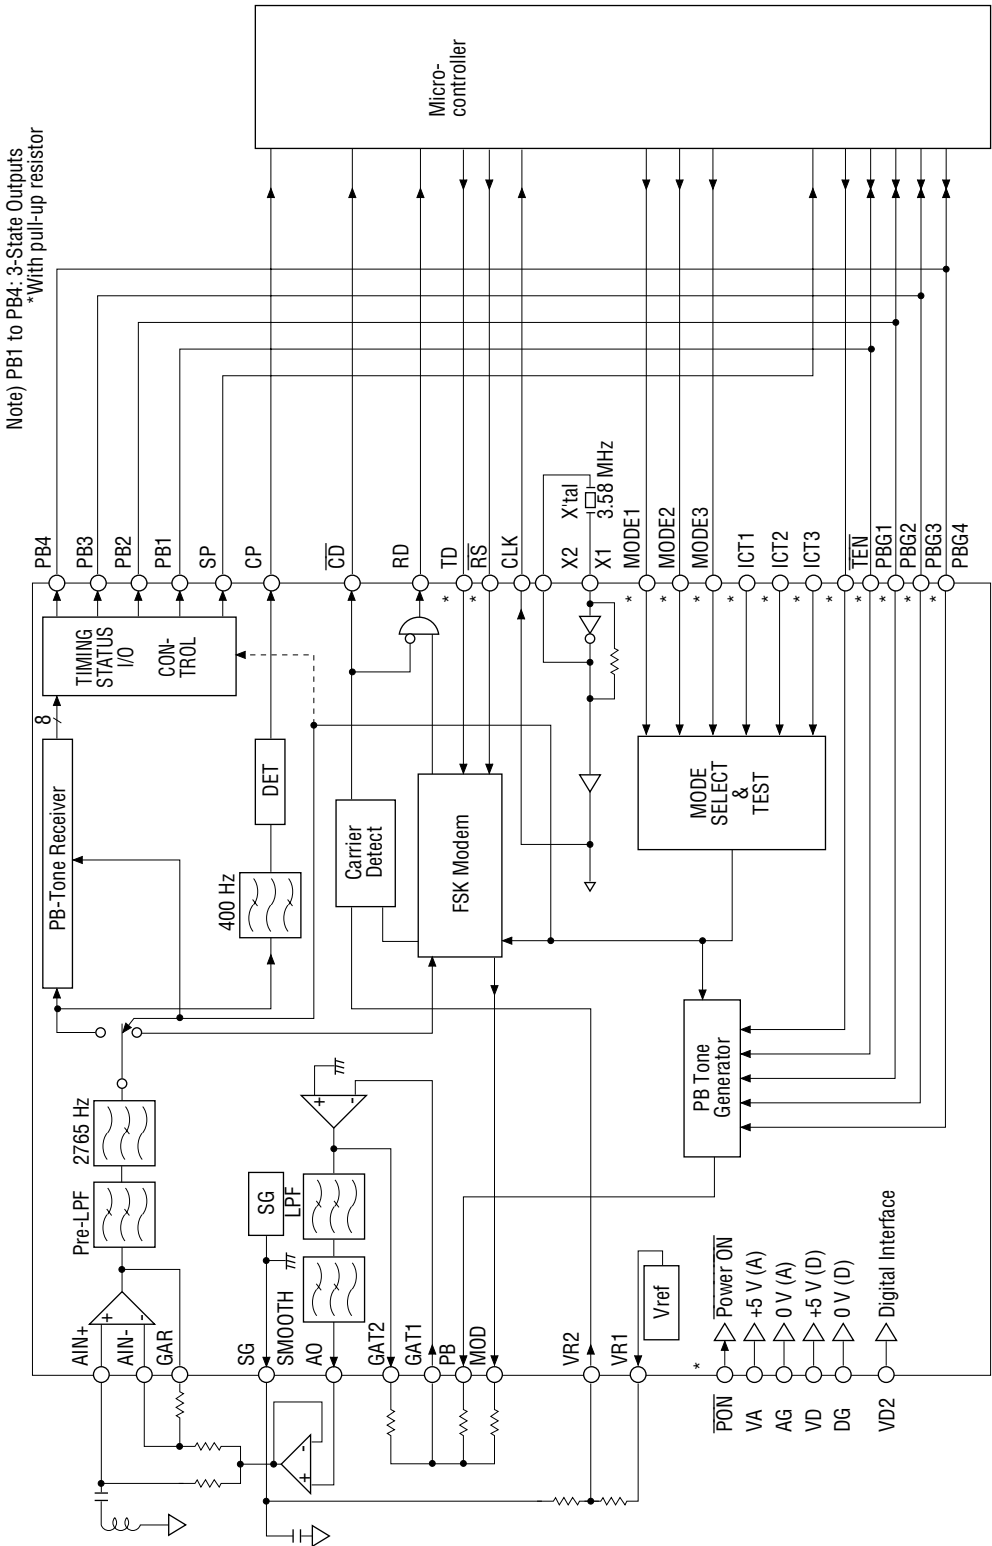 Note) PB1 to PB4: 3-State Outputs
*With pull-up resistor
Micro-
controller
PB4
PB3
PB2
PB1
SP
CP
CD
RD
* TD
* RS
CLK
X2
X1
X'tal
3.58 MHz
* MODE1
* MODE2
* MODE3
* ICT1
* ICT2
* ICT3
* TEN
* PBG1
* PBG2
* PBG3
* PBG4
TIMING
STATUS
I/O
CON-
TROL
8
PB-Tone Receiver
DET
400 Hz
Carrier
Detect
FSK Modem
MODE
SELECT
&
TEST
2765 Hz
Pre-LPF
PB Tone
Generator
+
-
SG
LPF
SMOOTH
Vref
+
-
AIN+
AIN-
GAR
SG
AO
GAT2
GAT1
PB
MOD
VR2
VR1
+
-
*
PON
Power ON
VA
+5 V (A)
AG
0 V (A)
VD
+5 V (D)
DG
0 V (D)
VD2
Digital Interface